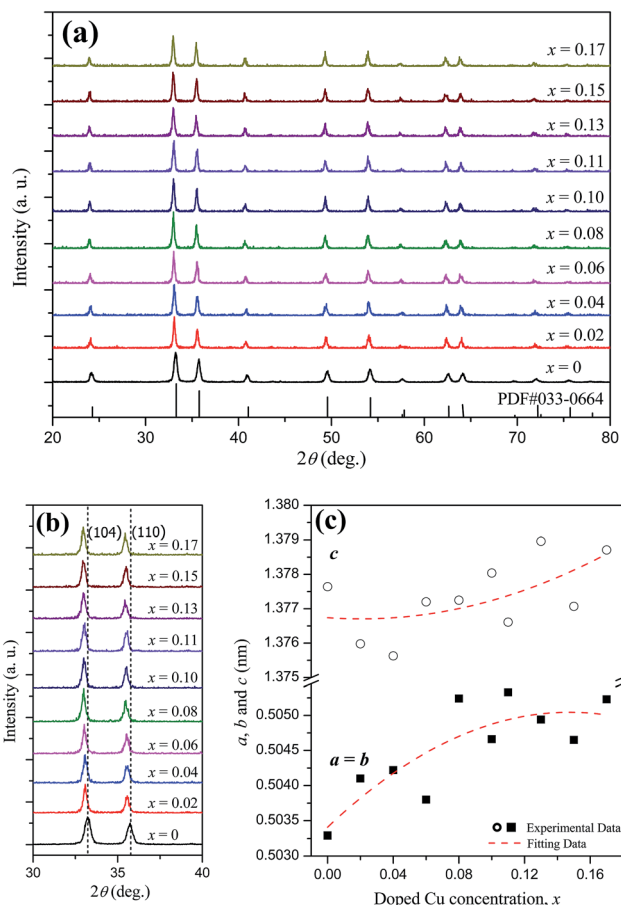 (a)
x = 0.17
x = 0.15
x = 0.13
x = 0.11
x = 0.10
x = 0.08
x = 0.06
x = 0.04
x = 0.02
x = 0
PDF#033-0664
Intensity (a. u.)
20 30 40 50 60 70 80
2θ (deg.)
(b)
(104) (110)
x = 0.17
x = 0.15
x = 0.13
x = 0.11
x = 0.10
x = 0.08
x = 0.06
x = 0.04
x = 0.02
x = 0
Intensity (a. u.)
30 35 40
2θ (deg.)
(c)
1.380
1.379
1.378
1.377
1.376
1.375
0.5050
0.5045
0.5040
0.5035
0.5030
a, b and c (nm)
c
a = b
Experimental Data
Fitting Data
0.00 0.04 0.08 0.12 0.16
Doped Cu concentration, x